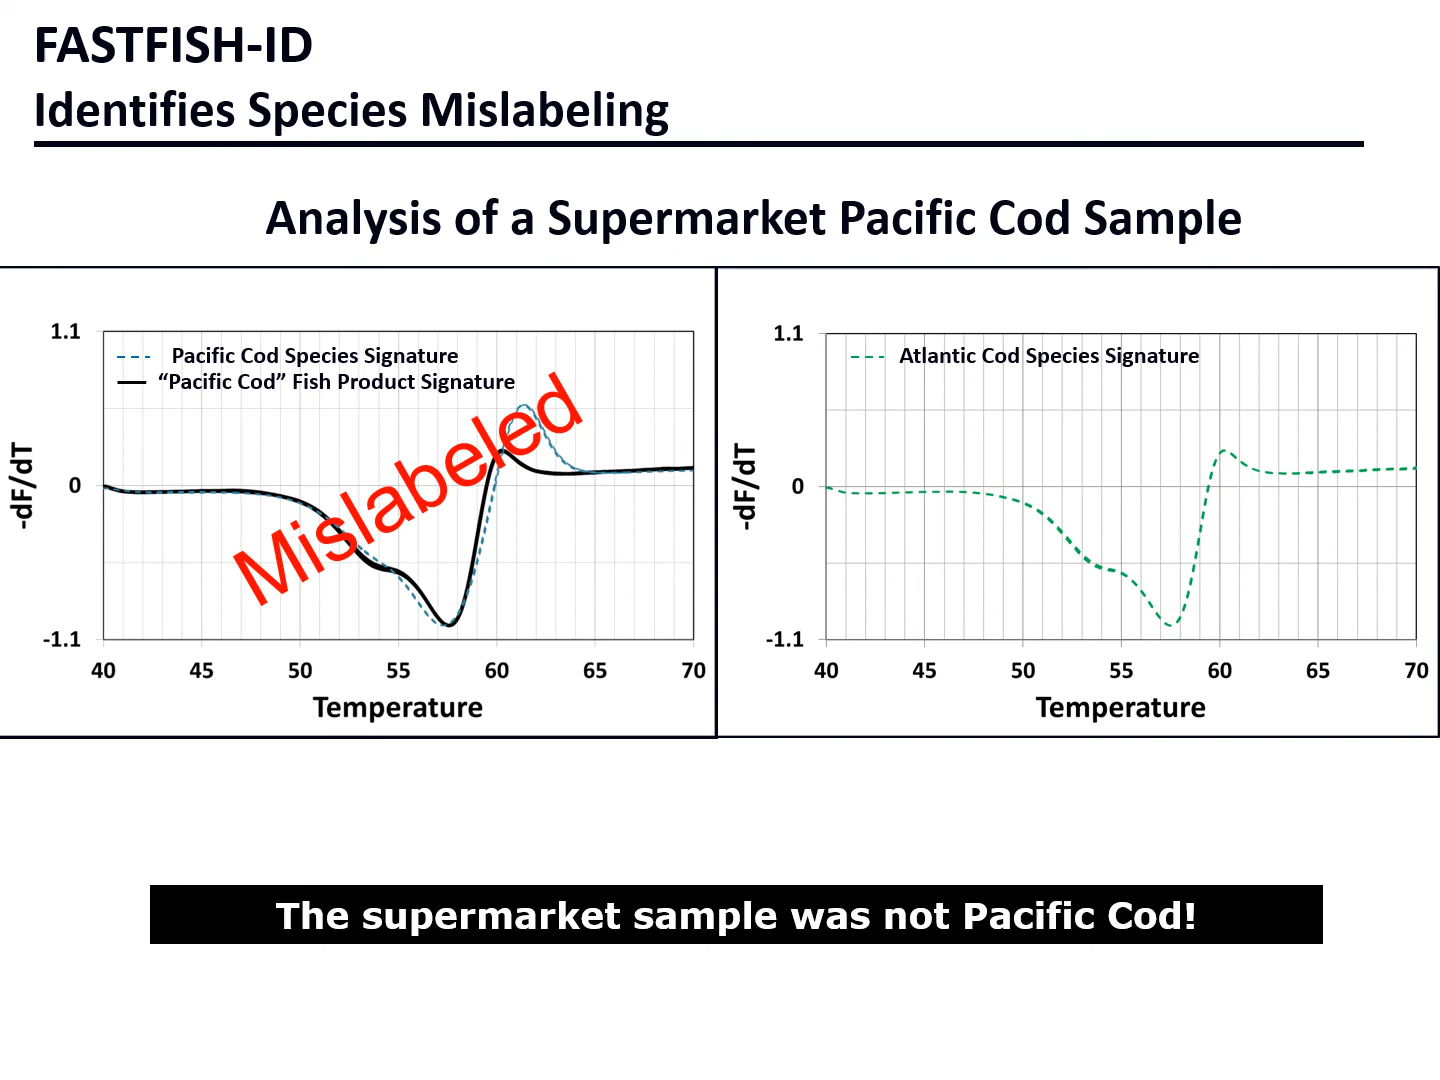 FASTFISH-ID
Identifies Species Mislabeling
Analysis of a Supermarket Pacific Cod Sample
1.1
Pacific Cod Species Signature
“Pacific Cod” Fish Product Signature
Mislabeled
-dF/dT
0
-1.1
40 45 50 55 60 65 70
Temperature
1.1
Atlantic Cod Species Signature
-dF/dT
0
-1.1
40 45 50 55 60 65 70
Temperature
The supermarket sample was not Pacific Cod!